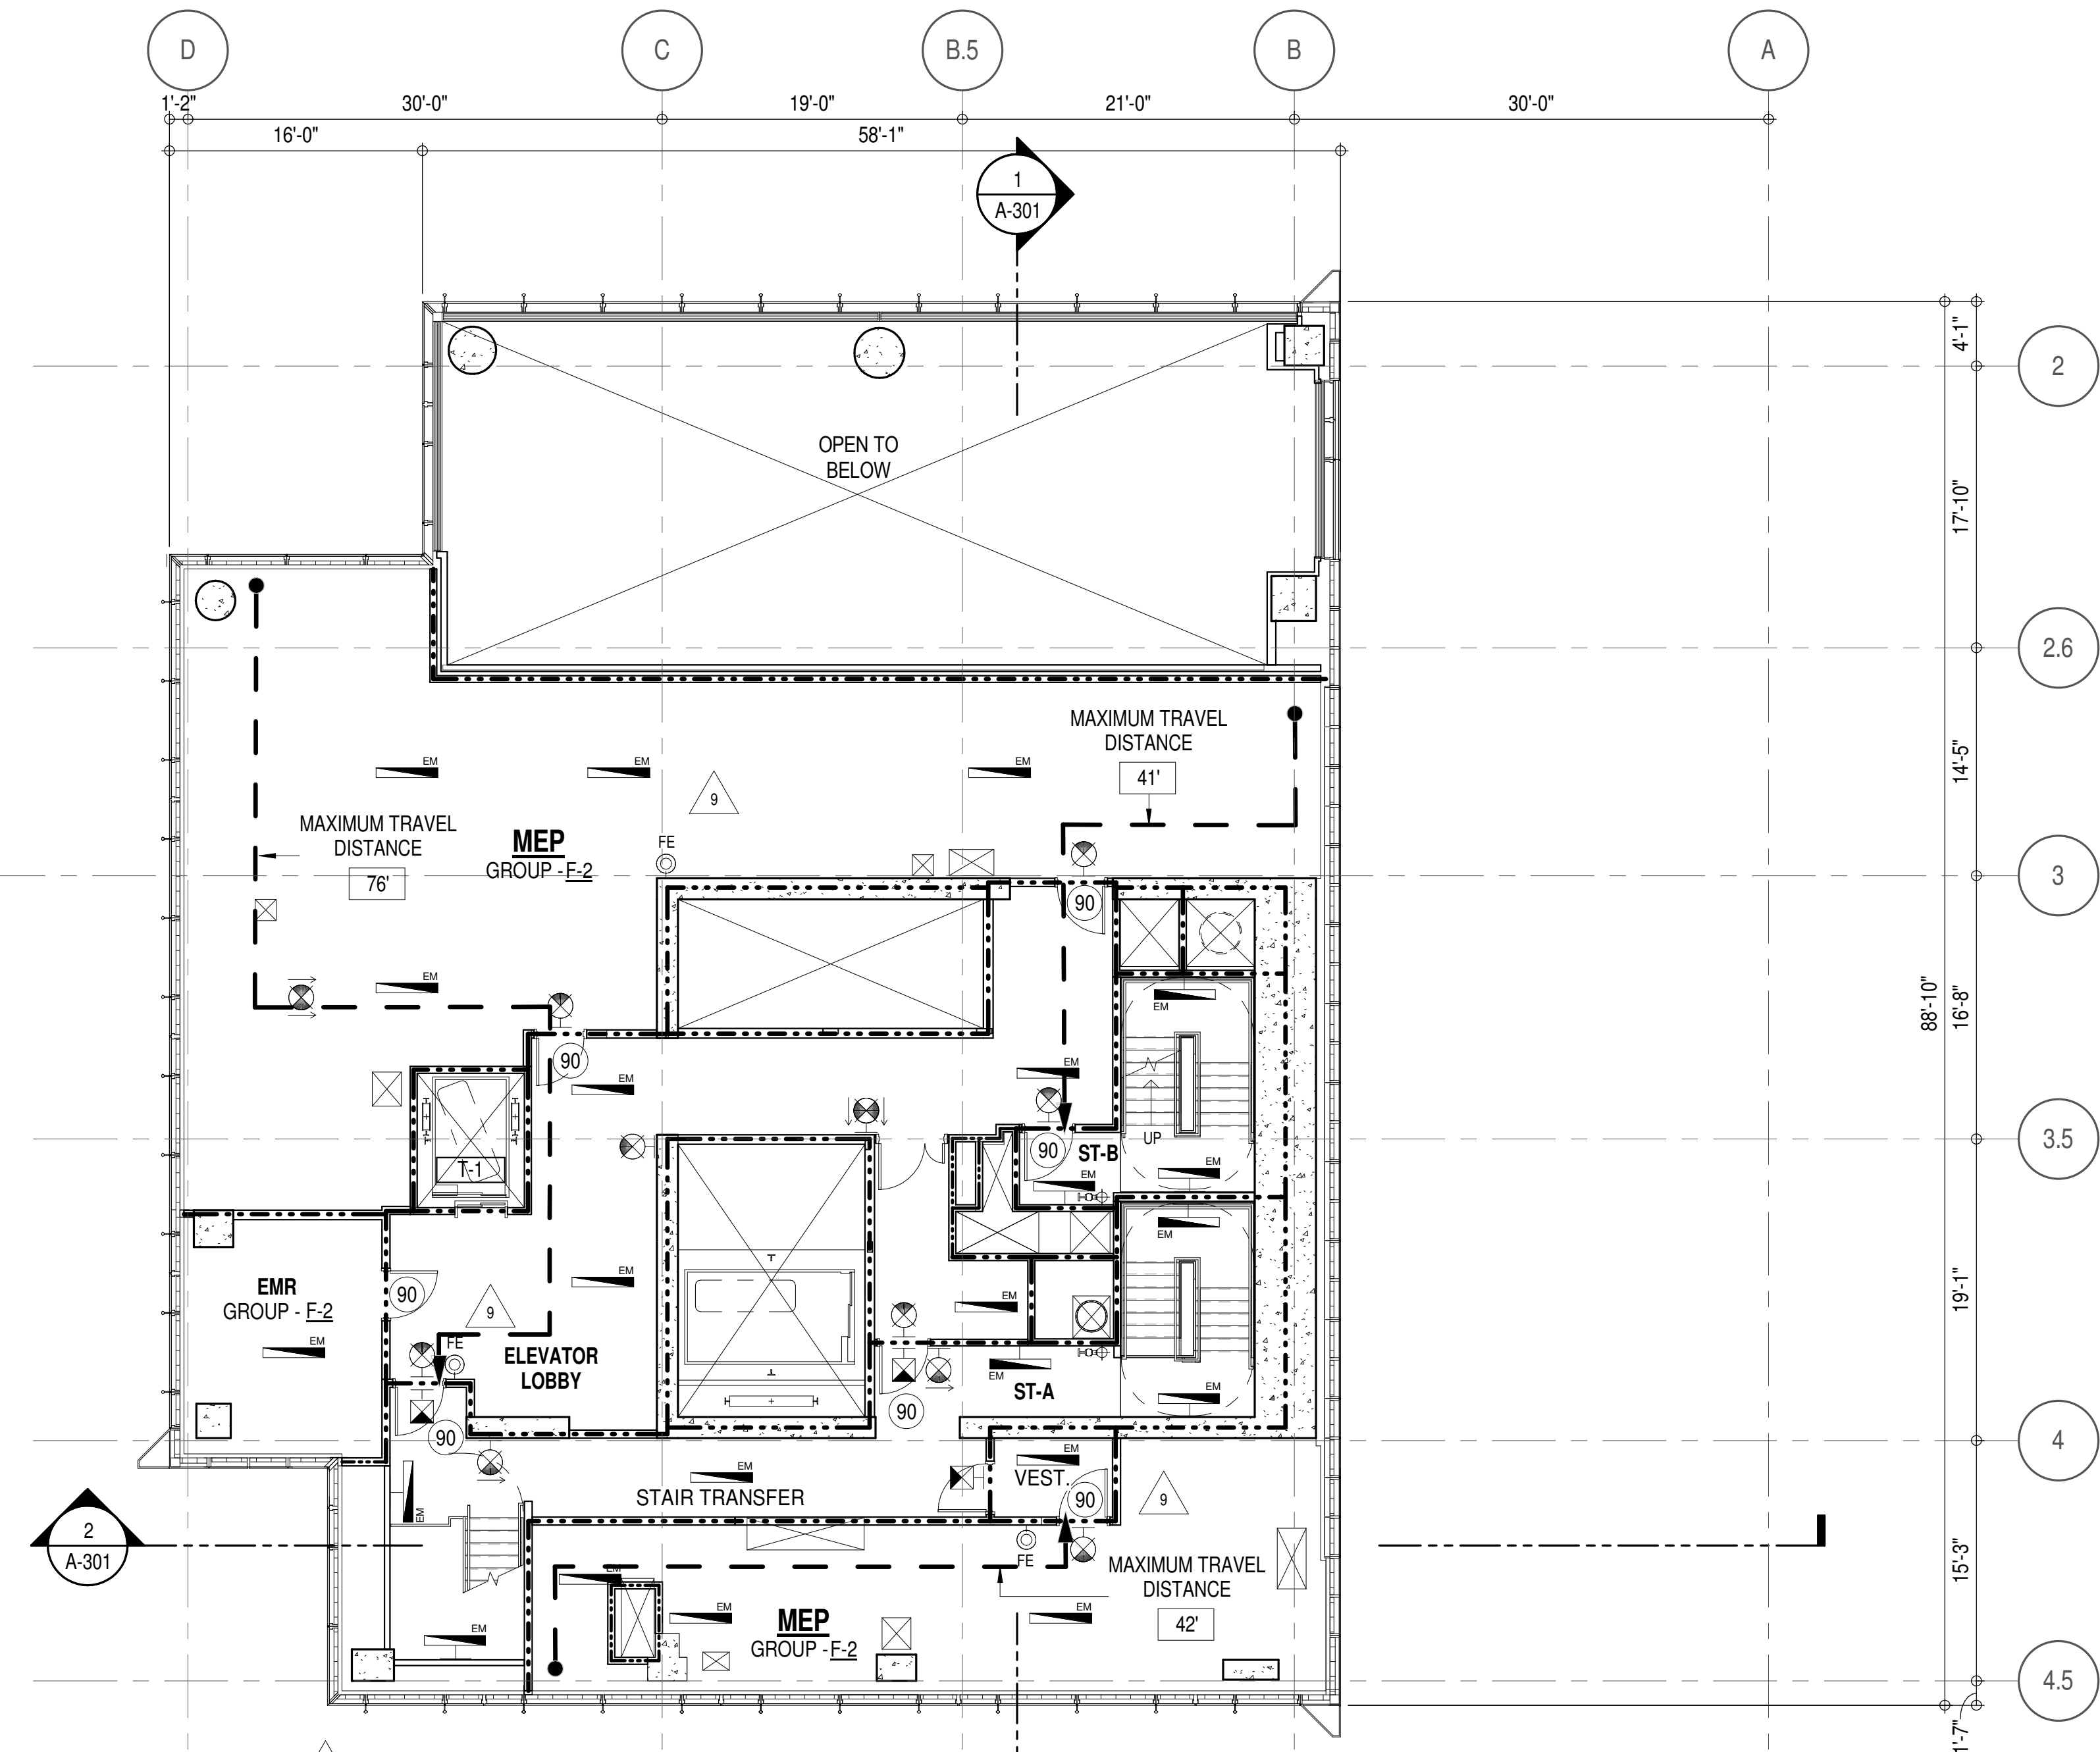 D
C
B.5
B
A
1'-2"
30'-0"
19'-0"
21'-0"
30'-0"
16'-0"
58'-1"
1
A-301
4'-1"
2
OPEN TO
BELOW
17'-10"
2.6
MAXIMUM TRAVEL
DISTANCE
41'
14'-5"
EM
EM
EM
9
MAXIMUM TRAVEL
DISTANCE
76'
MEP
GROUP - F-2
FE
3
90
EM
EM
88'-10"
16'-8"
90
EM
EM
UP
3.5
T-1
90
ST-B
EM
EM
EM
EMR
GROUP - F-2
90
EM
9
EM
19'-1"
EM
FE
ELEVATOR
LOBBY
EM
ST-A
EM
90
90
4
EM
EM
EM
VEST.
STAIR TRANSFER
90
9
2
A-301
FE
MAXIMUM TRAVEL
DISTANCE
42'
15'-3"
EM
EM
EM
EM
MEP
GROUP - F-2
4.5
1'-7"